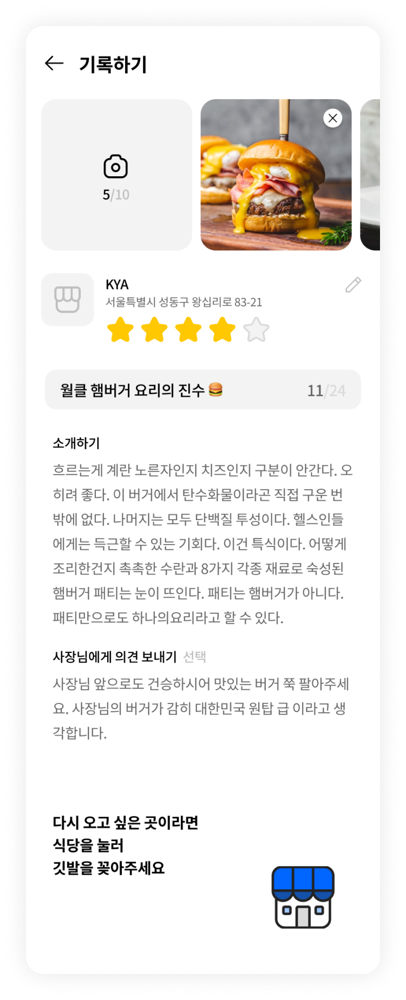 기록하기
5/10
KYA
서울특별시 성동구 왕십리로 83-21
월클 햄버거 요리의 진수 🍔 11/24
소개하기
흐르는게 계란 노른자인지 치즈인지 구분이 안간다. 오
히려 좋다. 이 버거에서 탄수화물이라곤 직접 구운 번
밖에 없다. 나머지는 모두 단백질 투성이다. 헬스인들
에게는 득근할 수 있는 기회다. 이건 특식이다. 어떻게
조리한건지 촉촉한 수란과 8가지 각종 재료로 숙성된
햄버거 패티는 눈이 뜨인다. 패티는 햄버거가 아니다.
패티만으로도 하나의요리라고 할 수 있다.
사장님에게 의견 보내기 선택
사장님 앞으로도 건승하시어 맛있는 버거 쭉 팔아주세
요. 사장님의 버거가 감히 대한민국 원탑 급 이라고 생
각합니다.
다시 오고 싶은 곳이라면
식당을 눌러
깃발을 꽂아주세요